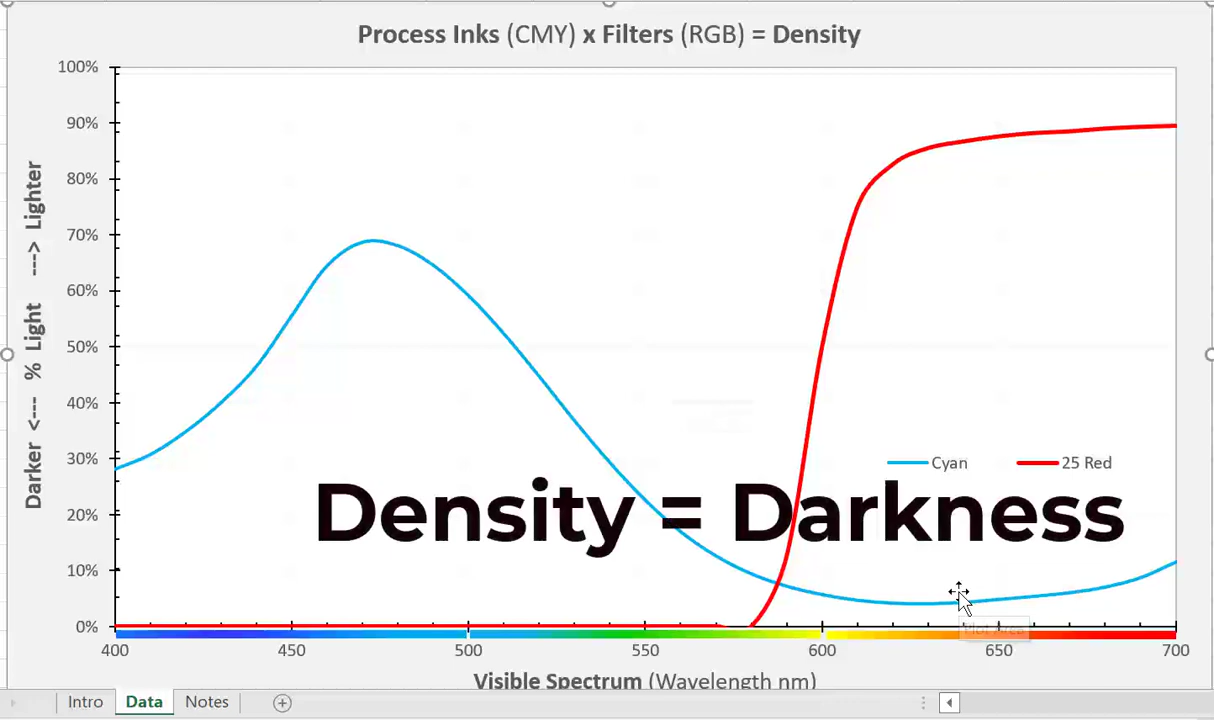 Process Inks (CMY) x Filters (RGB) = Density
100%
90%
80%
70%
60%
50%
40%
30%
20%
10%
0%
Darker <--- % Light ---> Lighter
Cyan
25 Red
Density = Darkness
Plot Area
400
450
500
550
600
650
700
Visible Spectrum (Wavelength nm)
Intro
Data
Notes